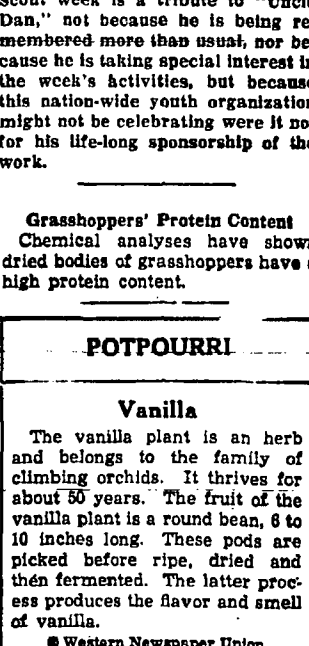 Scout week is a tribute to "Uncle
Dan," not because he is being re-
membered more than usual, nor be-
cause he is taking special interest in
the week's activities, but because
this nation-wide youth organization
might not be celebrating were it no
for his life-long sponsorship of the
work.
Grasshoppers' Protein Content
Chemical analyses have shown
dried bodies of grasshoppers have a
high protein content.
POTPOURRI
Vanilla
The vanilla plant is an herb
and belongs to the family of
climbing orchids. It thrives for
about 50 years. The fruit of the
vanilla plant is a round bean, 6 to
10 inches long. These pods are
picked before ripe, dried and
then fermented. The latter proc-
ess produces the flavor and smell
of vanilla.
© Western Newspaper Union.